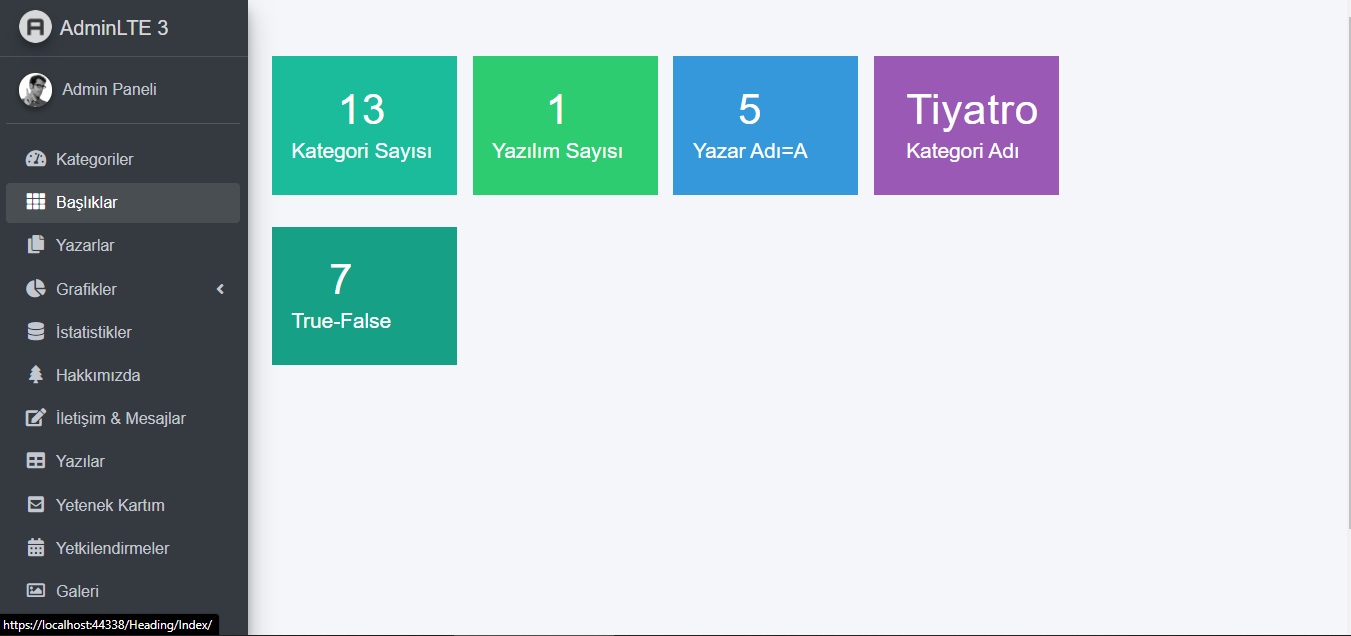 AdminLTE 3
Admin Paneli
Kategoriler
Başlıklar
Yazarlar
Grafikler
İstatistikler
Hakkımızda
İletişim & Mesajlar
Yazılar
Yetenek Kartım
Yetkilendirmeler
Galeri
https://localhost:44338/Heading/Index/
13
Kategori Sayısı
1
Yazılım Sayısı
5
Yazar Adı=A
Tiyatro
Kategori Adı
7
True-False